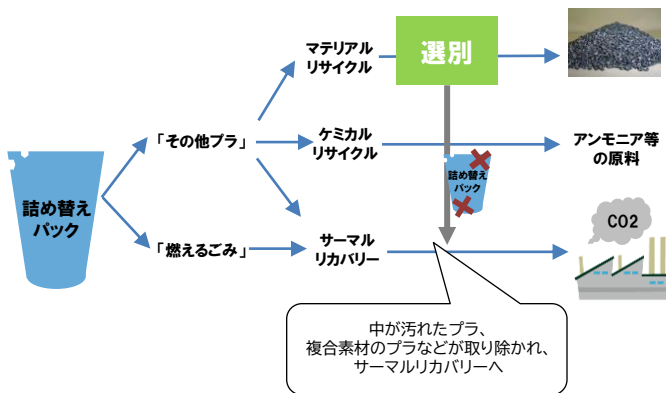 詰め替え
パック
「その他プラ」
「燃えるごみ」
マテリアル
リサイクル
ケミカル
リサイクル
サーマル
リカバリー
選別
詰め替え
パック
アンモニア等
の原料
CO2
中が汚れたプラ、
複合素材のプラなどが取り除かれ、
サーマルリカバリーへ